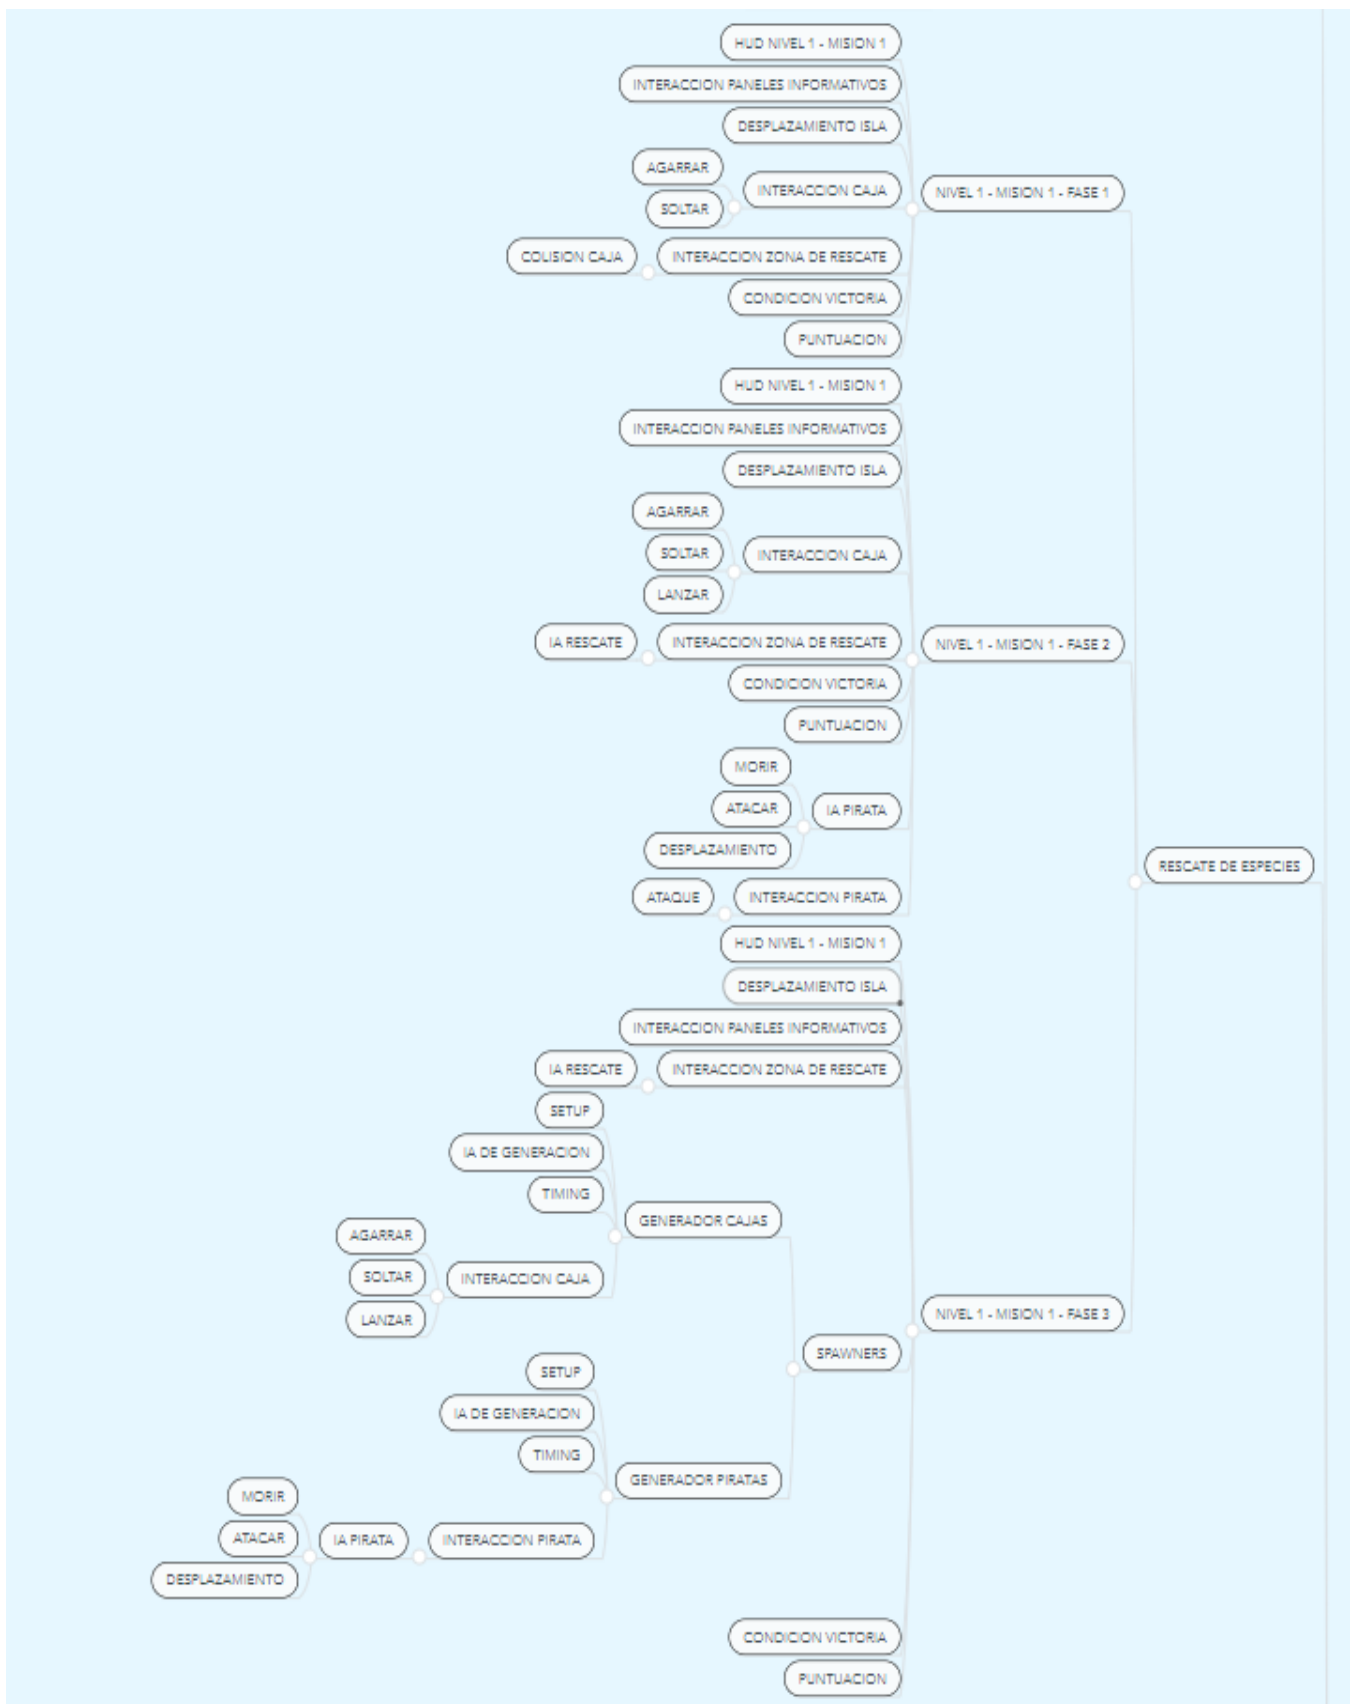 HUD NIVEL 1 - MISION 1
INTERACCION PANELES INFORMATIVOS
DESPLAZAMIENTO ISLA
AGARRAR
INTERACCION CAJA
NIVEL 1 - MISION 1 - FASE 1
SOLTAR
COLISION CAJA
INTERACCION ZONA DE RESCATE
CONDICION VICTORIA
PUNTUACION
HUD NIVEL 1 - MISION 1
INTERACCION PANELES INFORMATIVOS
DESPLAZAMIENTO ISLA
AGARRAR
SOLTAR
INTERACCION CAJA
LANZAR
IA RESCATE
INTERACCION ZONA DE RESCATE
NIVEL 1 - MISION 1 - FASE 2
CONDICION VICTORIA
PUNTUACION
MORIR
ATACAR
IA PIRATA
DESPLAZAMIENTO
RESCATE DE ESPECIES
ATAQUE
INTERACCION PIRATA
HUD NIVEL 1 - MISION 1
DESPLAZAMIENTO ISLA
INTERACCION PANELES INFORMATIVOS
IA RESCATE
INTERACCION ZONA DE RESCATE
SETUP
IA DE GENERACION
TIMING
GENERADOR CAJAS
AGARRAR
SOLTAR
INTERACCION CAJA
LANZAR
NIVEL 1 - MISION 1 - FASE 3
SPAWNERS
SETUP
IA DE GENERACION
TIMING
GENERADOR PIRATAS
MORIR
ATACAR
IA PIRATA
INTERACCION PIRATA
DESPLAZAMIENTO
CONDICION VICTORIA
PUNTUACION